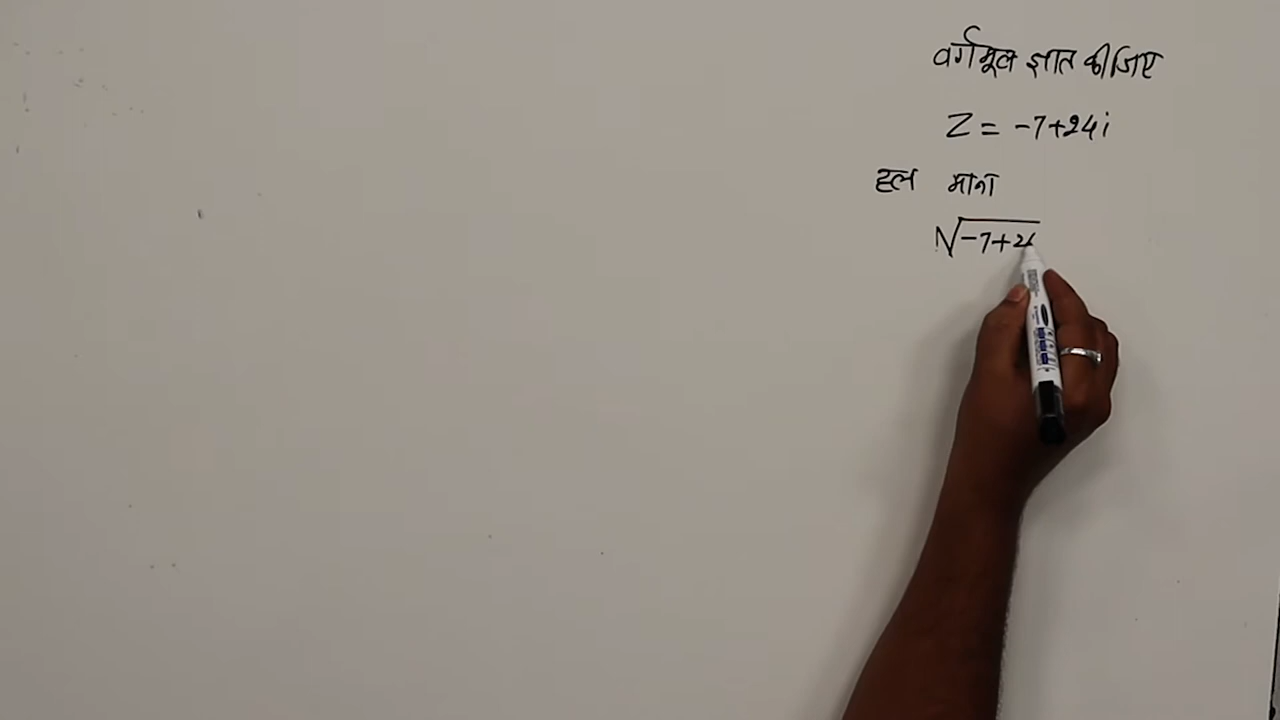 वर्गमूल ज्ञात कीजिए
Z = -7+24i
हल माना
√-7+2